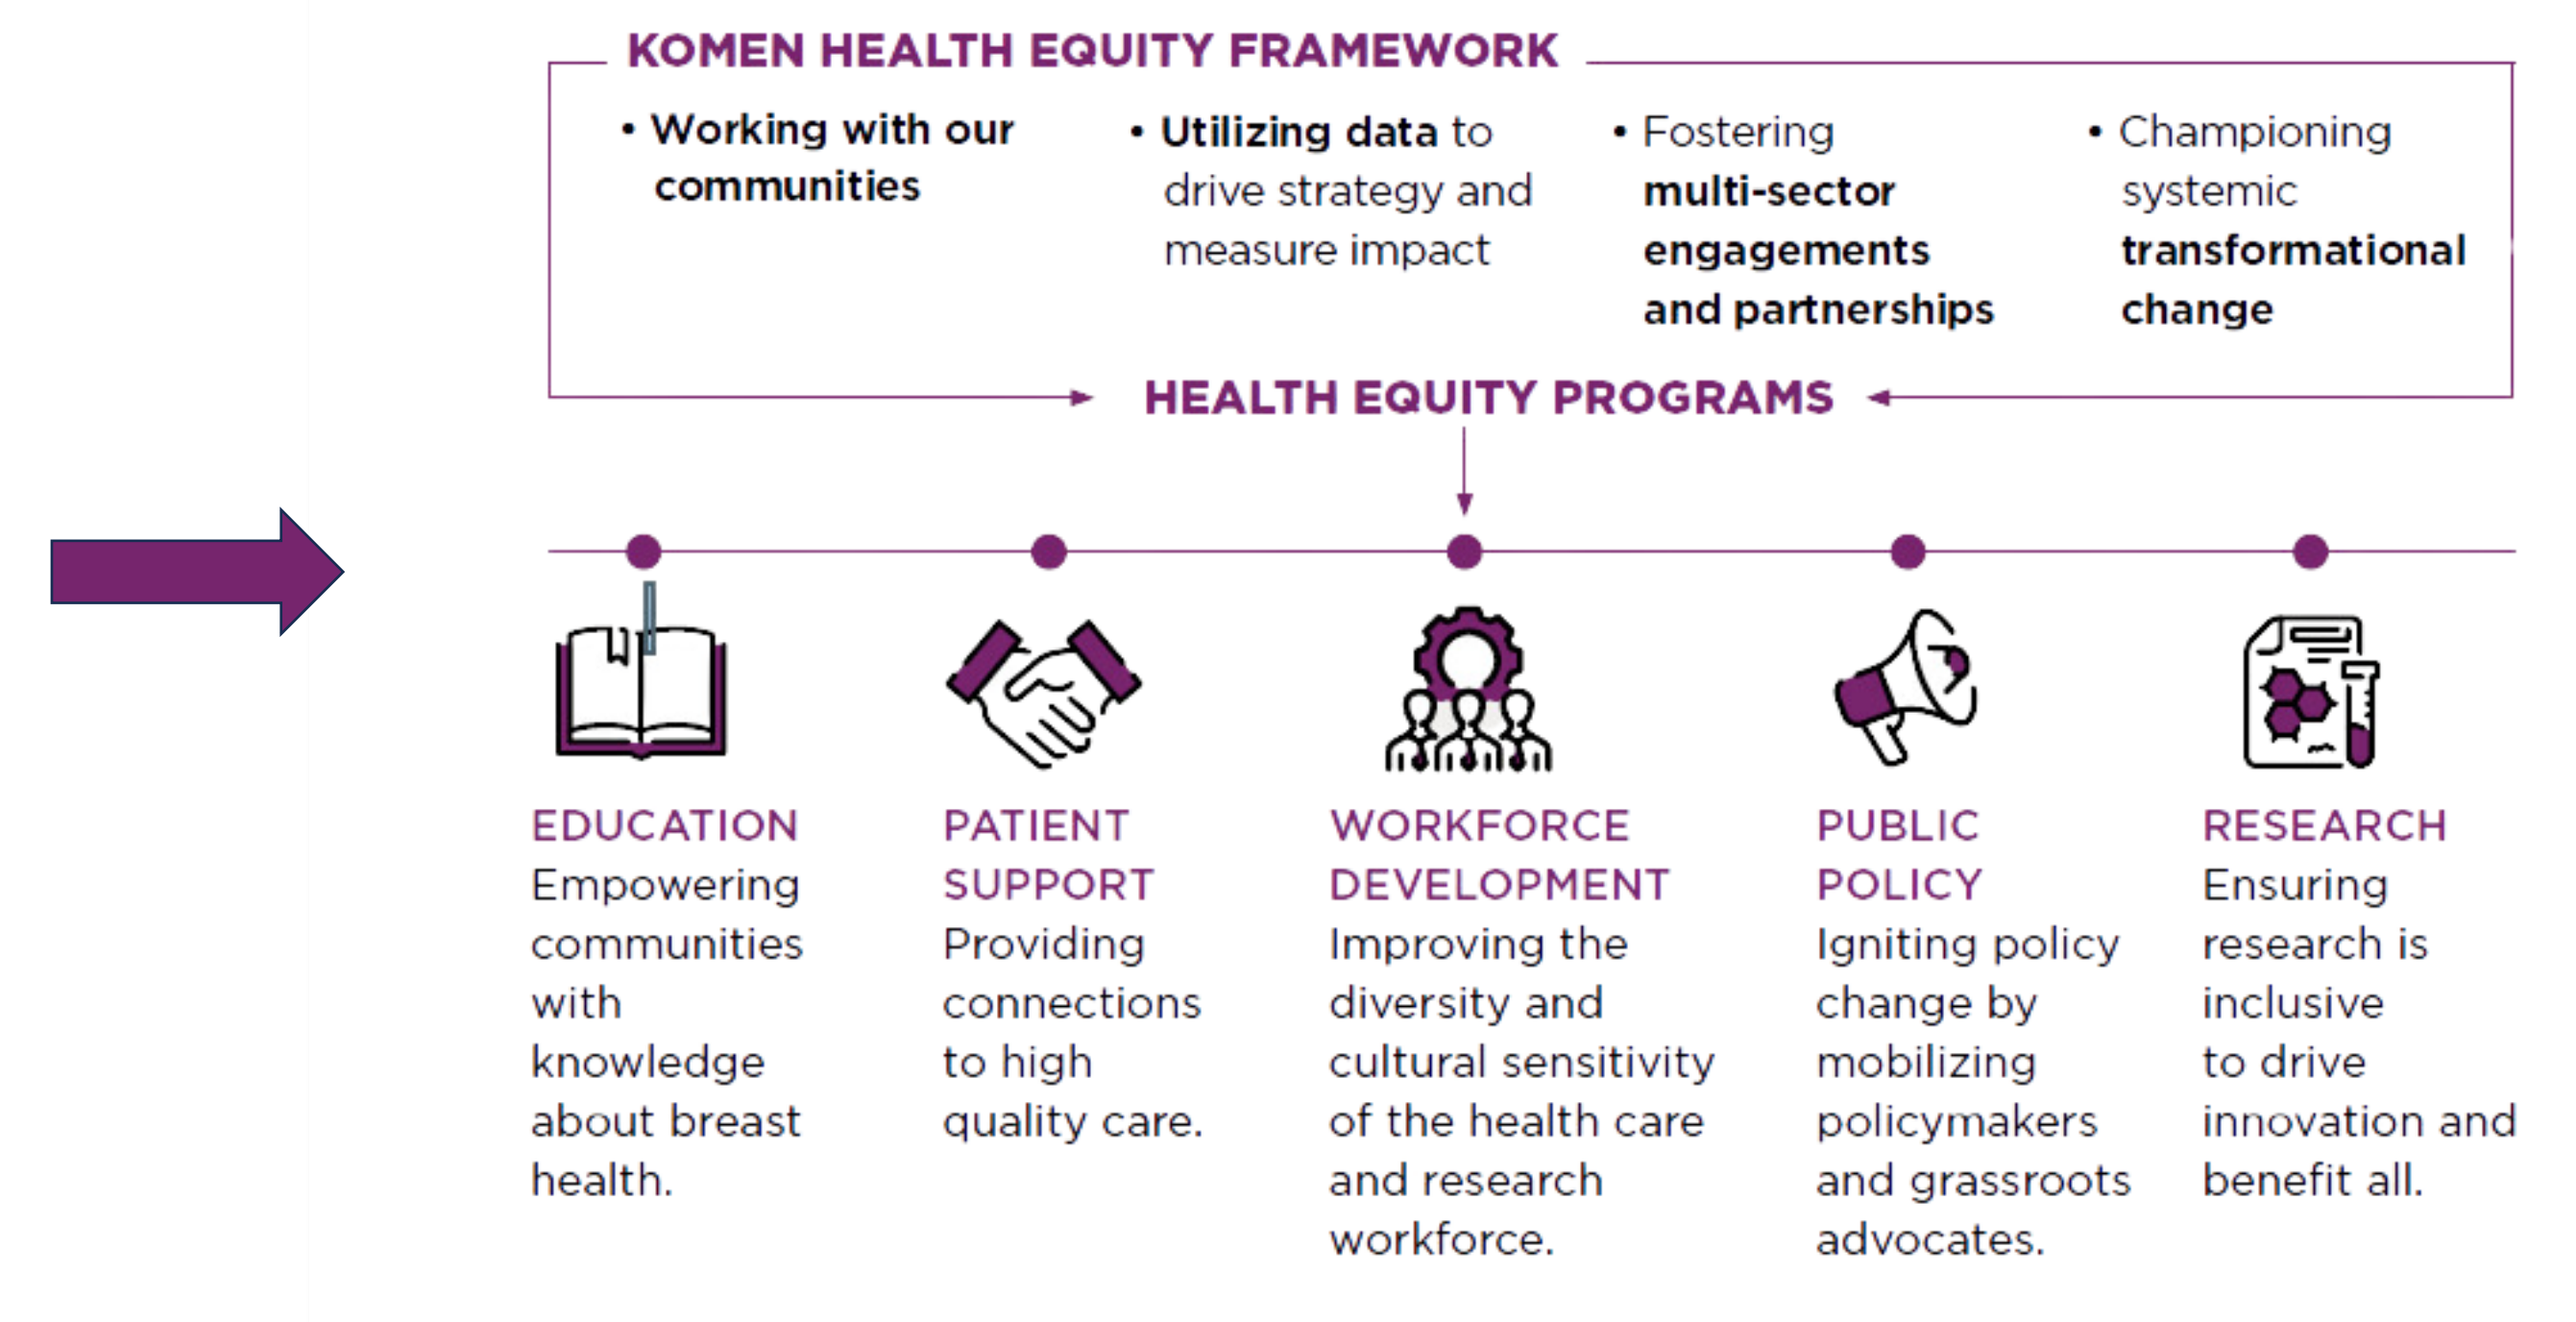 KOMEN HEALTH EQUITY FRAMEWORK
• Working with our
communities
• Utilizing data to
drive strategy and
measure impact
• Fostering
multi-sector
engagements
and partnerships
• Championing
systemic
transformational
change
HEALTH EQUITY PROGRAMS
EDUCATION
Empowering
communities
with
knowledge
about breast
health.
PATIENT
SUPPORT
Providing
connections
to high
quality care.
WORKFORCE
DEVELOPMENT
Improving the
diversity and
cultural sensitivity
of the health care
and research
workforce.
PUBLIC
POLICY
Igniting policy
change by
mobilizing
policymakers
and grassroots
advocates.
RESEARCH
Ensuring
research is
inclusive
to drive
innovation and
benefit all.